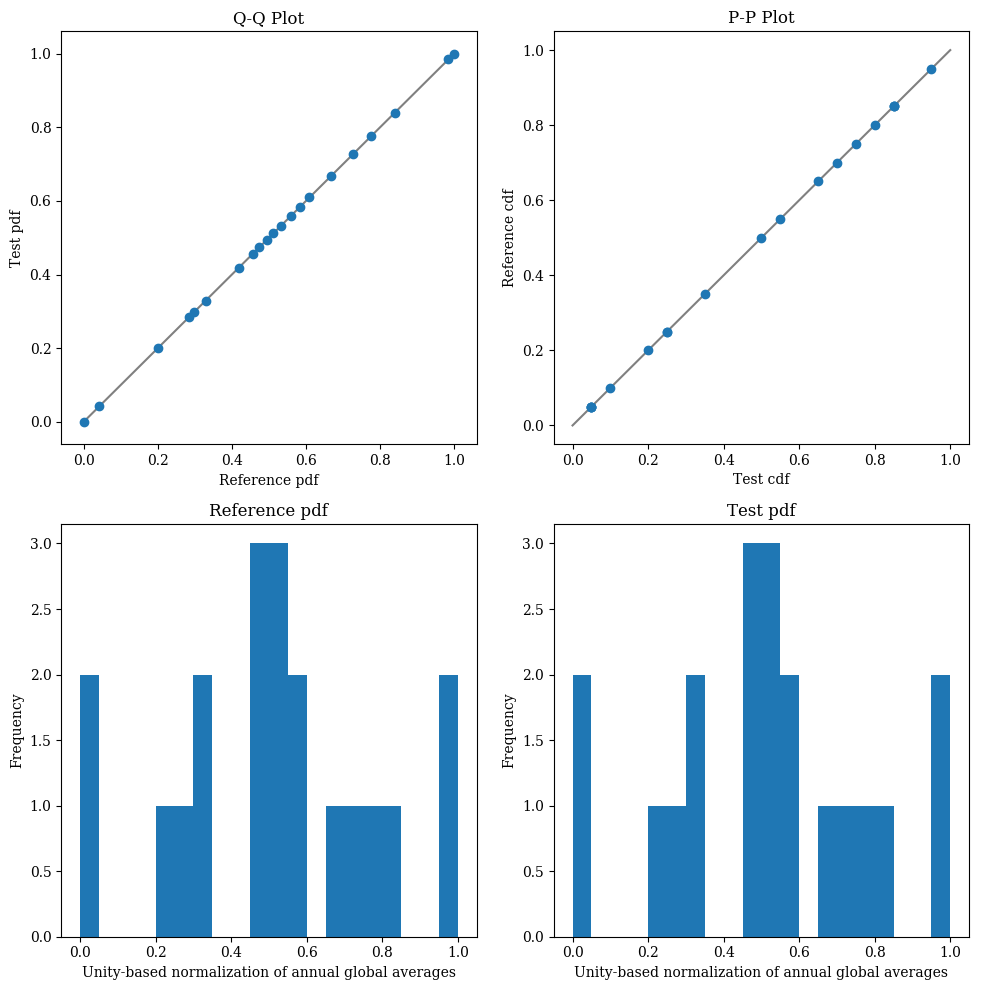 Q-Q Plot
Test pdf
1.0
0.8
0.6
0.4
0.2
0.0
0.0 0.2 0.4 0.6 0.8 1.0
Reference pdf
P-P Plot
Reference cdf
1.0
0.8
0.6
0.4
0.2
0.0
0.0 0.2 0.4 0.6 0.8 1.0
Test cdf
Reference pdf
Frequency
3.0
2.5
2.0
1.5
1.0
0.5
0.0
0.0 0.2 0.4 0.6 0.8 1.0
Unity-based normalization of annual global averages
Test pdf
Frequency
3.0
2.5
2.0
1.5
1.0
0.5
0.0
0.0 0.2 0.4 0.6 0.8 1.0
Unity-based normalization of annual global averages